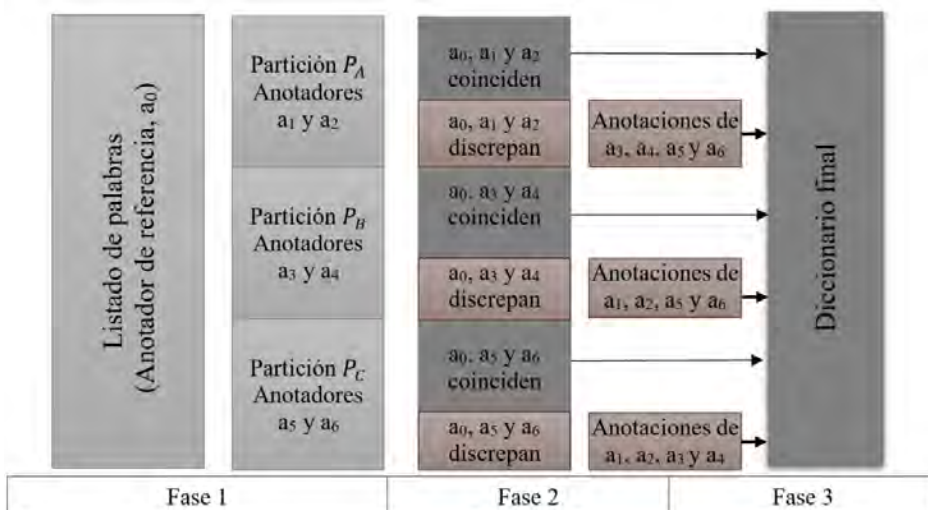 Listado de palabras
(Anotador de referencia, a₀)
Partición P_A
Anotadores
a₁ y a₂
Partición P_B
Anotadores
a₃ y a₄
Partición P_C
Anotadores
a₅ y a₆
a₀, a₁ y a₂
coinciden
a₀, a₁ y a₂
discrepan
a₀, a₃ y a₄
coinciden
a₀, a₃ y a₄
discrepan
a₀, a₅ y a₆
coinciden
a₀, a₅ y a₆
discrepan
Anotaciones de
a₃, a₄, a₅ y a₆
Anotaciones de
a₁, a₂, a₅ y a₆
Anotaciones de
a₁, a₂, a₃ y a₄
Diccionario final
Fase 1
Fase 2
Fase 3